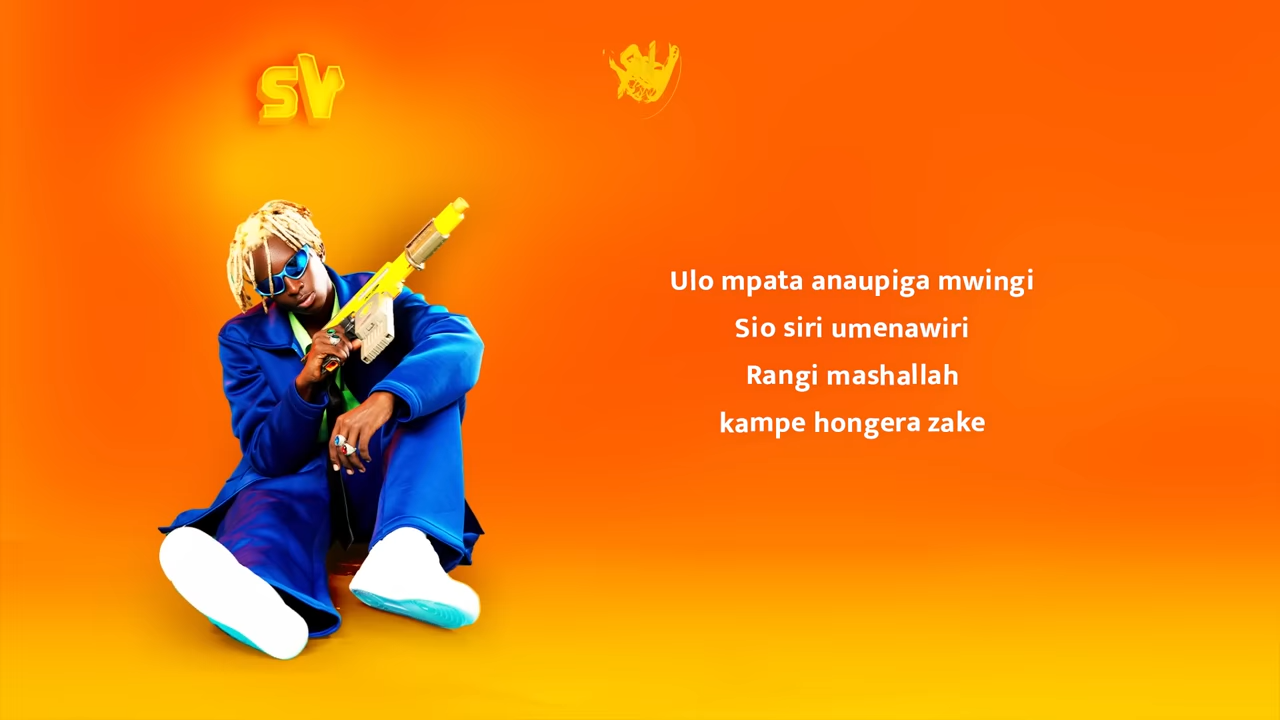 SV
Ulo mpata anaupiga mwingi
Sio siri umenawiri
Rangi mashallah
kampe hongera zake